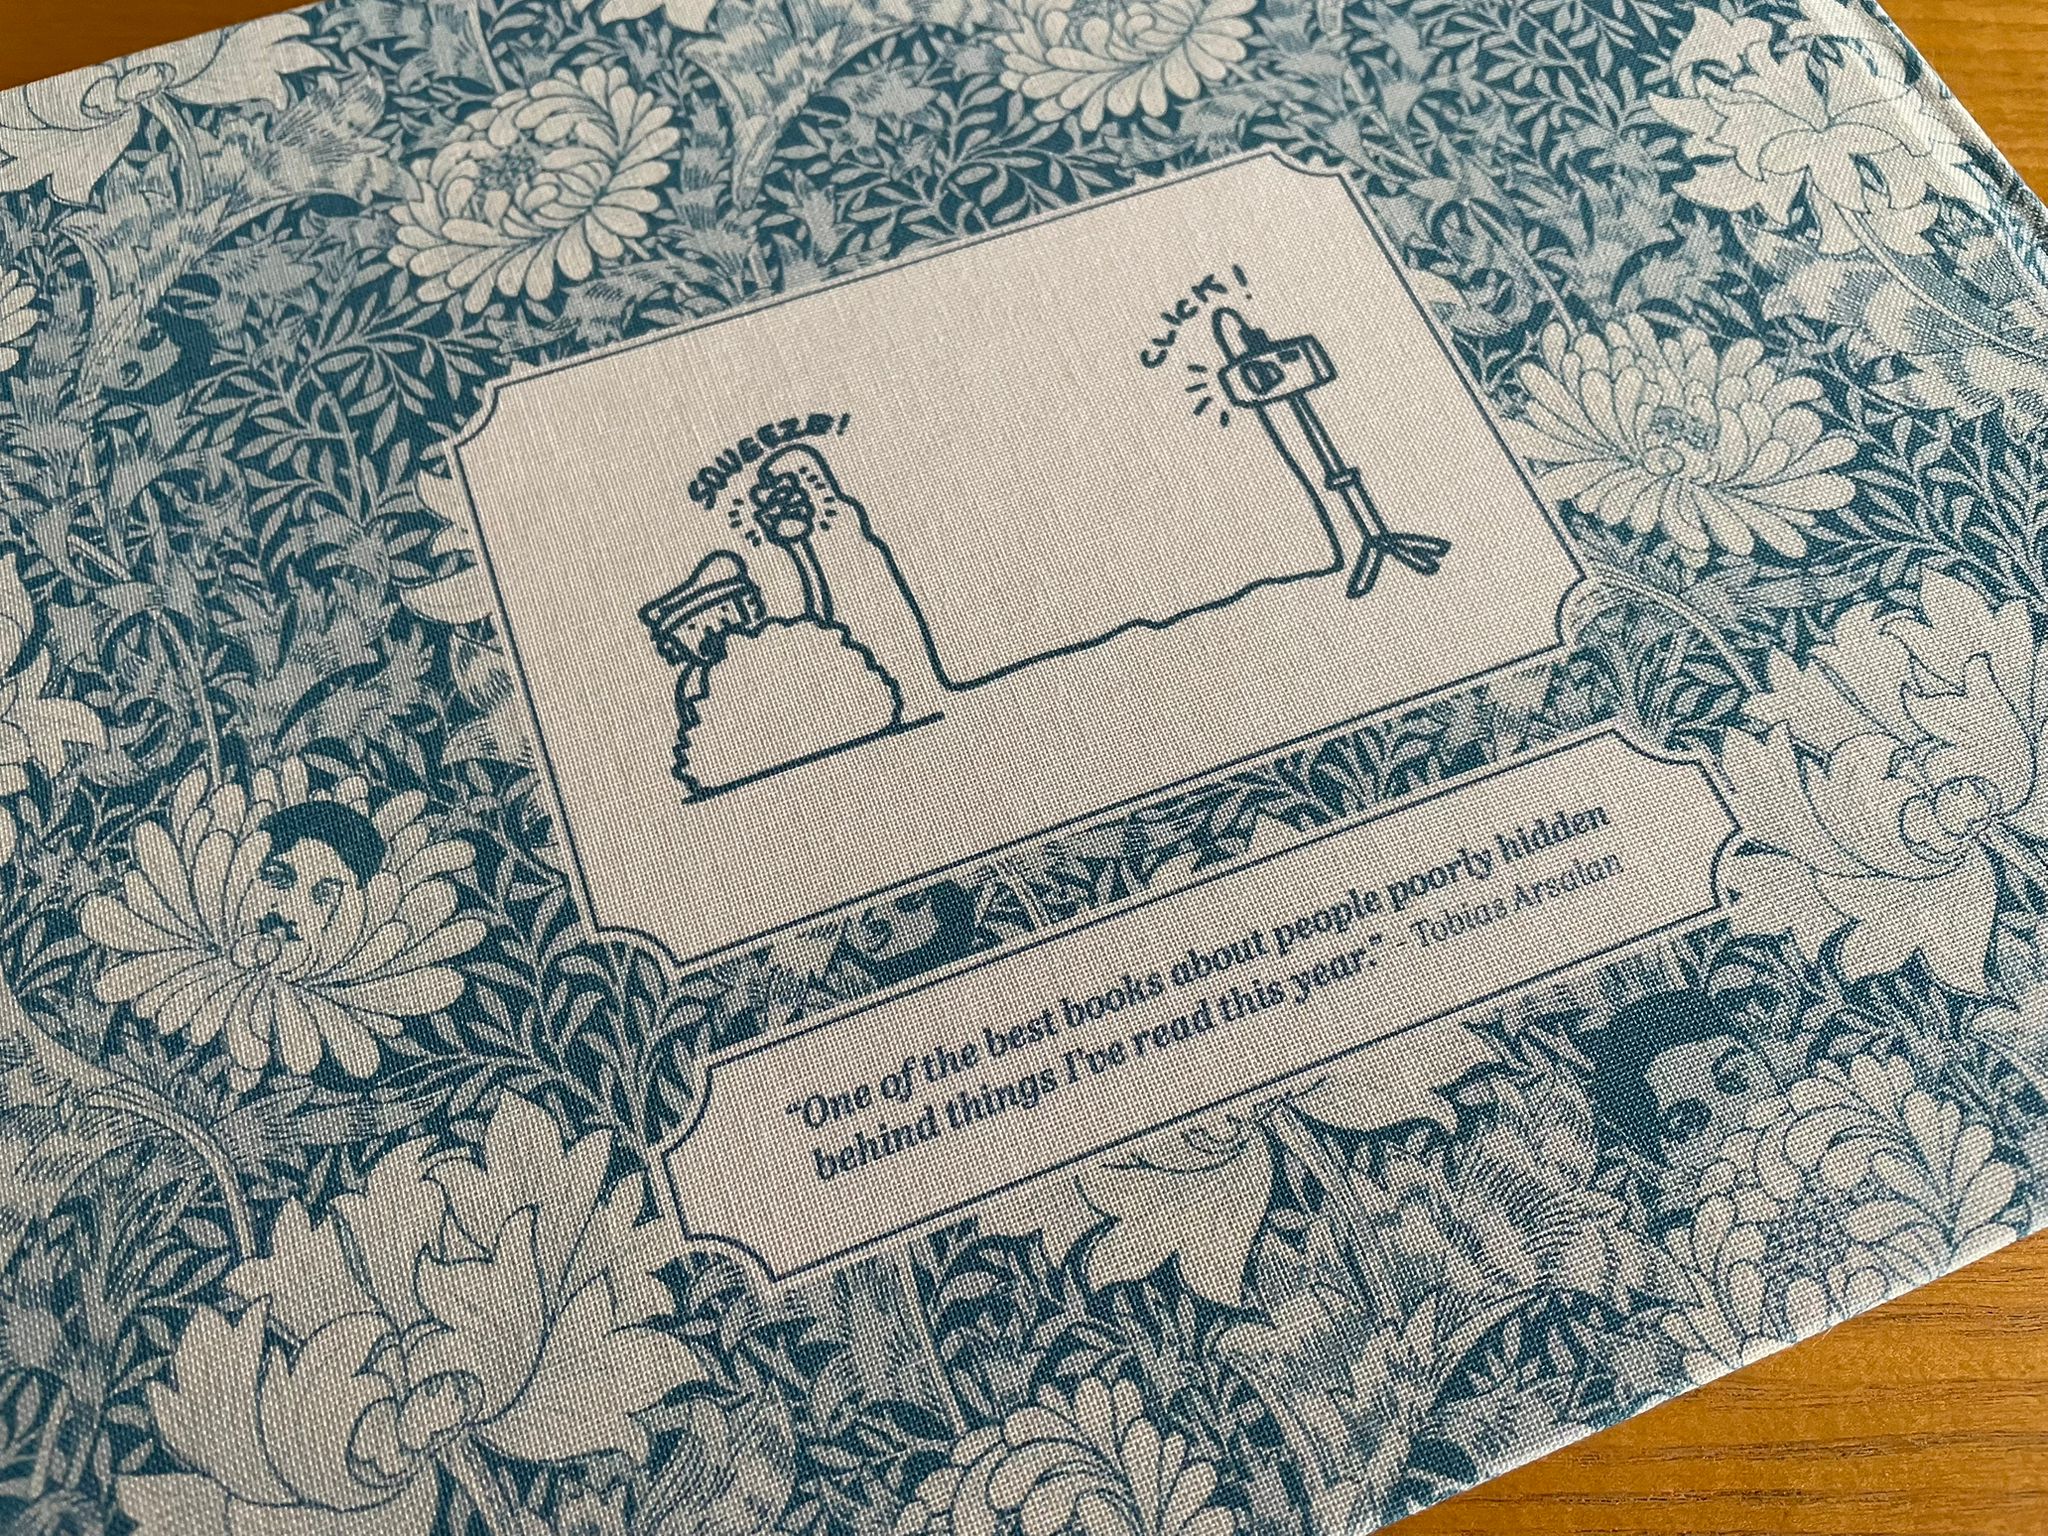 CLICK!
SQUEEZE!
“One of the best books about people poorly hidden
behind things I’ve read this year.” - Tobias Arsalan